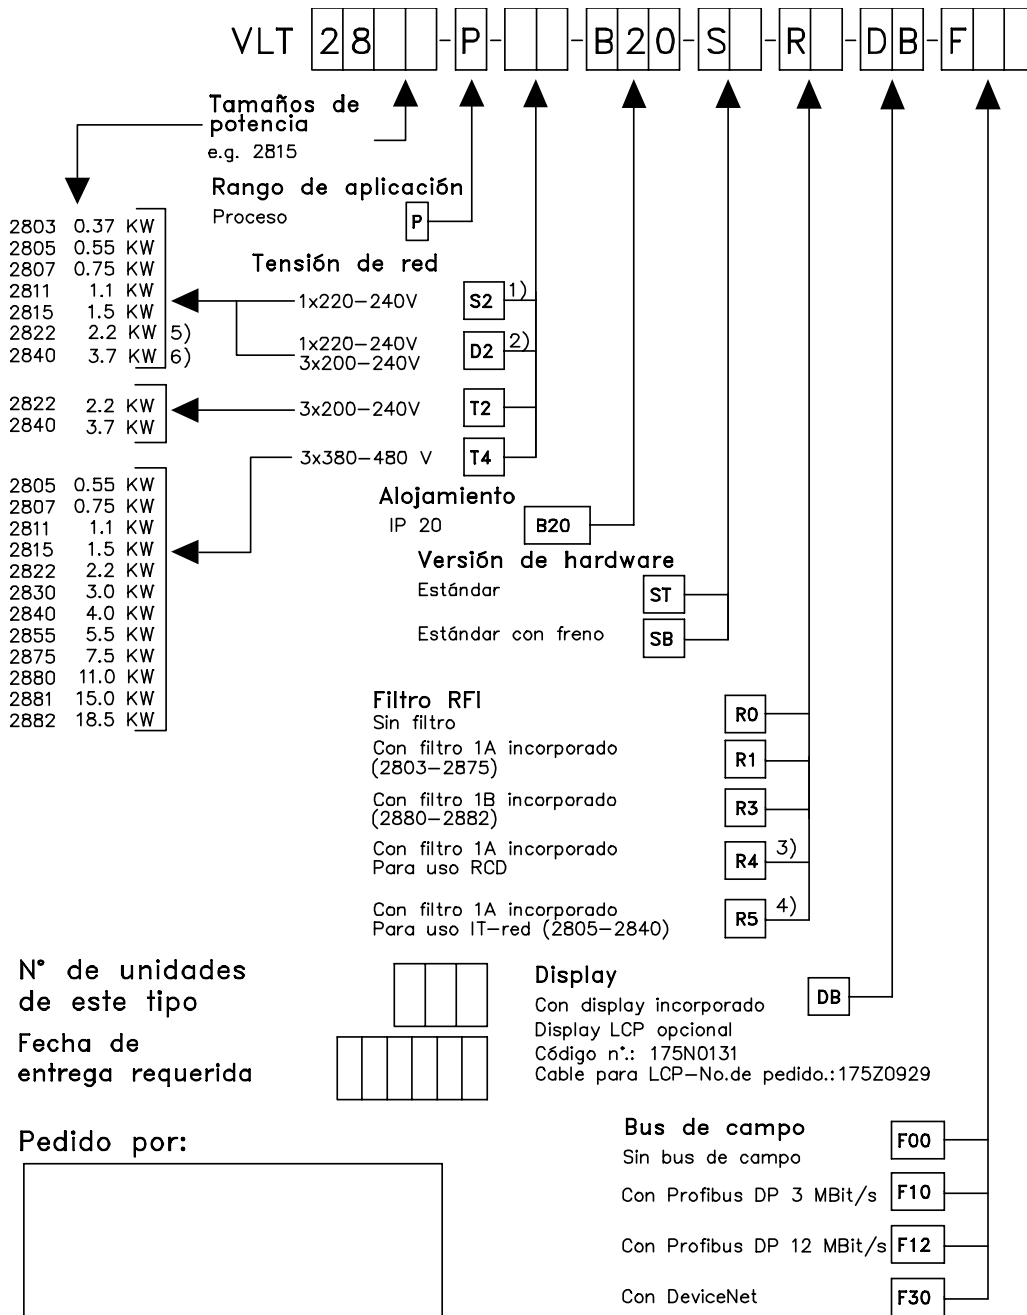 VLT 28 -P- -B20-S -R -DB-F
Tamaños de
potencia
e.g. 2815
Rango de aplicación
Proceso P
2803 0.37 KW
2805 0.55 KW
2807 0.75 KW
2811 1.1 KW
2815 1.5 KW
2822 2.2 KW 5)
2840 3.7 KW 6)
Tensión de red
1x220-240V S2 1)
1x220-240V
3x200-240V D2 2)
2822 2.2 KW
2840 3.7 KW
3x200-240V T2
3x380-480 V T4
2805 0.55 KW
2807 0.75 KW
2811 1.1 KW
2815 1.5 KW
2822 2.2 KW
2830 3.0 KW
2840 4.0 KW
2855 5.5 KW
2875 7.5 KW
2880 11.0 KW
2881 15.0 KW
2882 18.5 KW
Alojamiento
IP 20 B20
Versión de hardware
Estándar ST
Estándar con freno SB
Filtro RFI
Sin filtro R0
Con filtro 1A incorporado
(2803-2875) R1
Con filtro 1B incorporado
(2880-2882) R3
Con filtro 1A incorporado
Para uso RCD R4 3)
Con filtro 1A incorporado
Para uso IT-red (2805-2840) R5 4)
N° de unidades
de este tipo
Fecha de
entrega requerida
Display
Con display incorporado DB
Display LCP opcional
Código n°.: 175N0131
Cable para LCP-No.de pedido.:175Z0929
Pedido por:
Bus de campo
Sin bus de campo F00
Con Profibus DP 3 MBit/s F10
Con Profibus DP 12 MBit/s F12
Con DeviceNet F30